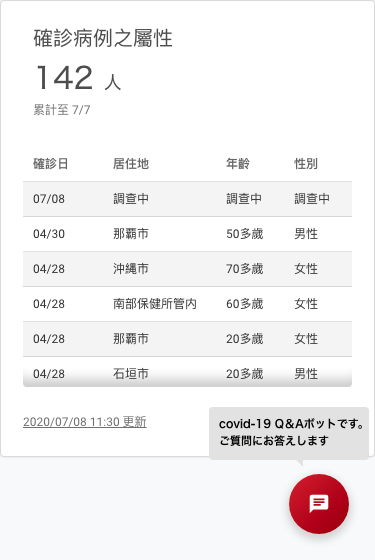 確診病例之屬性
142 人
累計至 7/7
確診日 居住地 年齡 性別
07/08 調查中 調查中 調查中
04/30 那覇市 50多歲 男性
04/28 沖縄市 70多歲 女性
04/28 南部保健所管内 60多歲 女性
04/28 那覇市 20多歲 女性
04/28 石垣市 20多歲 男性
2020/07/08 11:30 更新
covid-19 Q&Aボットです。
ご質問にお答えします